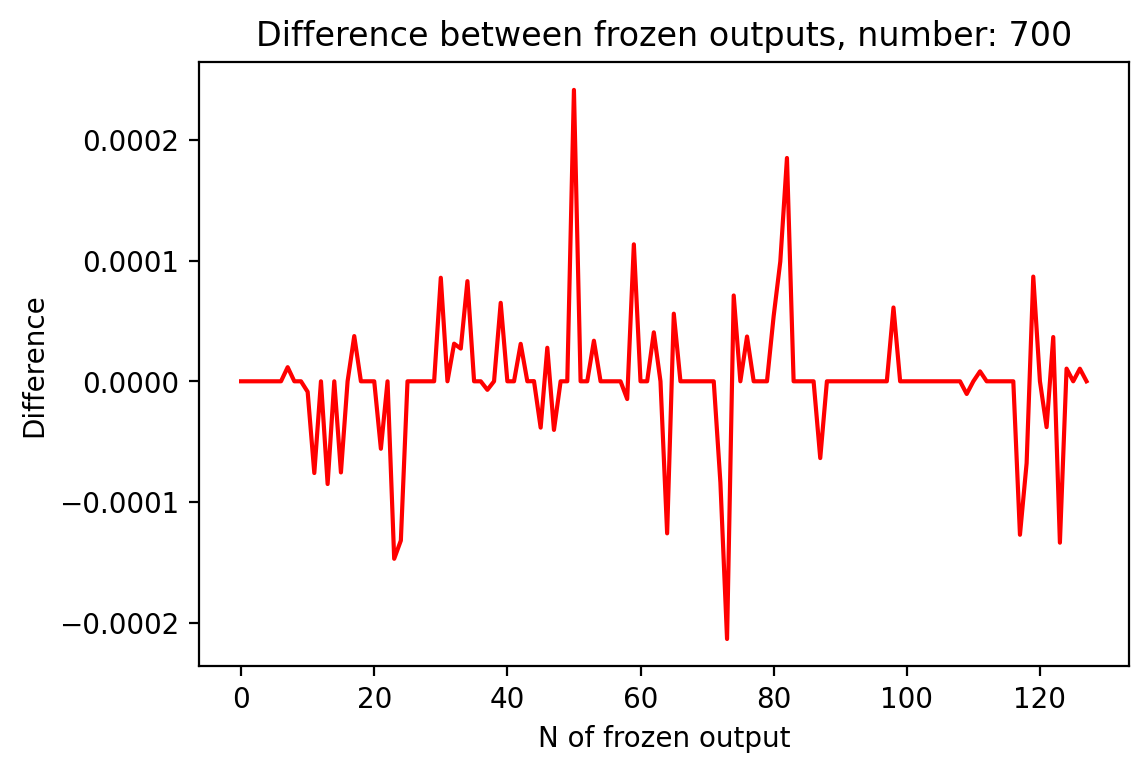 Difference between frozen outputs, number: 700
0.0002
0.0001
0.0000
−0.0001
−0.0002
Difference
0 20 40 60 80 100 120
N of frozen output